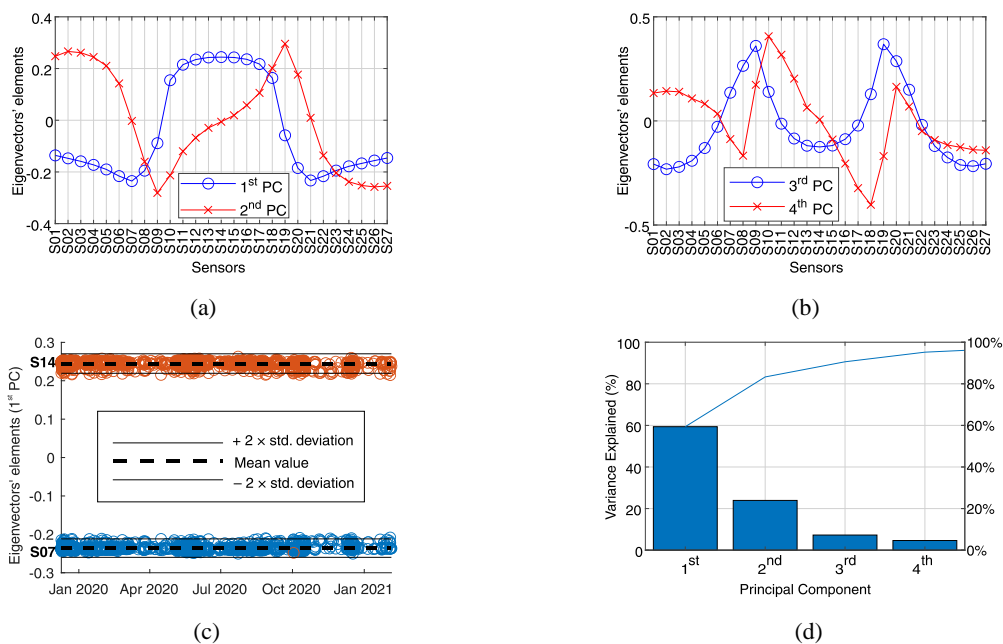 0.4
0.2
0
-0.2
-0.4
Eigenvectors' elements
1st PC
2nd PC
S01 S02 S03 S04 S05 S06 S07 S08 S09 S10 S11 S12 S13 S14 S15 S16 S17 S18 S19 S20 S21 S22 S23 S24 S25 S26 S27
Sensors
(a)
0.5
0
-0.5
Eigenvectors' elements
3rd PC
4th PC
S01 S02 S03 S04 S05 S06 S07 S08 S09 S10 S11 S12 S13 S14 S15 S16 S17 S18 S19 S20 S21 S22 S23 S24 S25 S26 S27
Sensors
(b)
0.3
S14
0.2
0.1
0
-0.1
-0.2
S07
-0.3
Eigenvectors' elements (1st PC)
+ 2 × std. deviation
Mean value
− 2 × std. deviation
Jan 2020 Apr 2020 Jul 2020 Oct 2020 Jan 2021
(c)
100
80
60
40
20
0
Variance Explained (%)
100%
80%
60%
40%
20%
0%
1st 2nd 3rd 4th
Principal Component
(d)